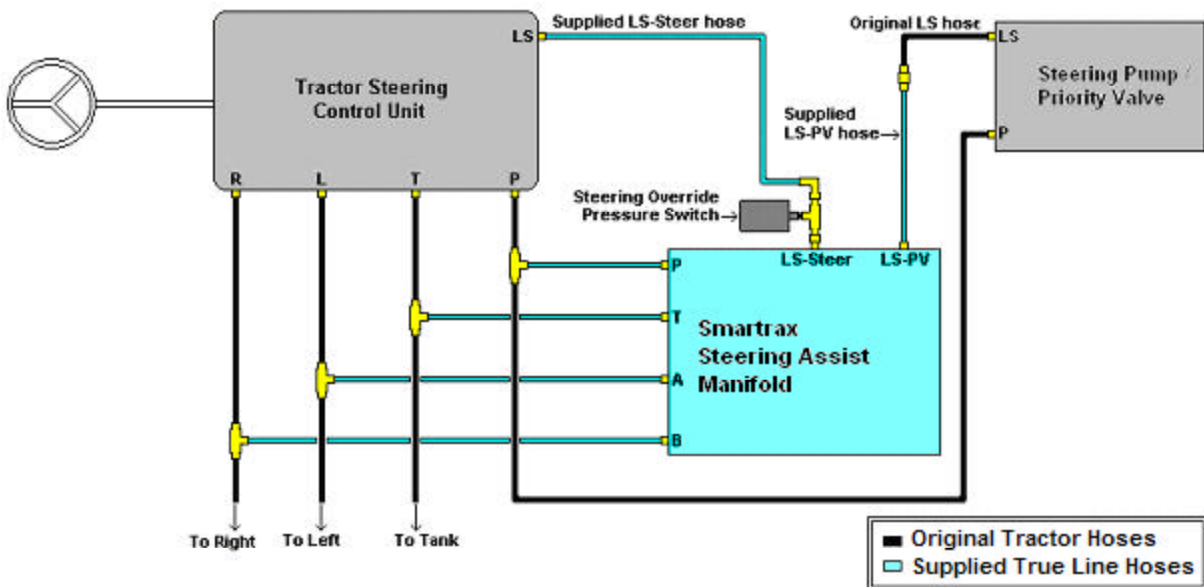 Supplied LS-Steer hose
Original LS hose
LS
LS
Tractor Steering
Control Unit
Steering Pump /
Priority Valve
Supplied
LS-PV hose
P
R
L
T
P
Steering Override
Pressure Switch
LS-Steer
LS-PV
P
T
Smartrax
Steering Assist
Manifold
A
B
To Right
To Left
To Tank
Original Tractor Hoses
Supplied True Line Hoses